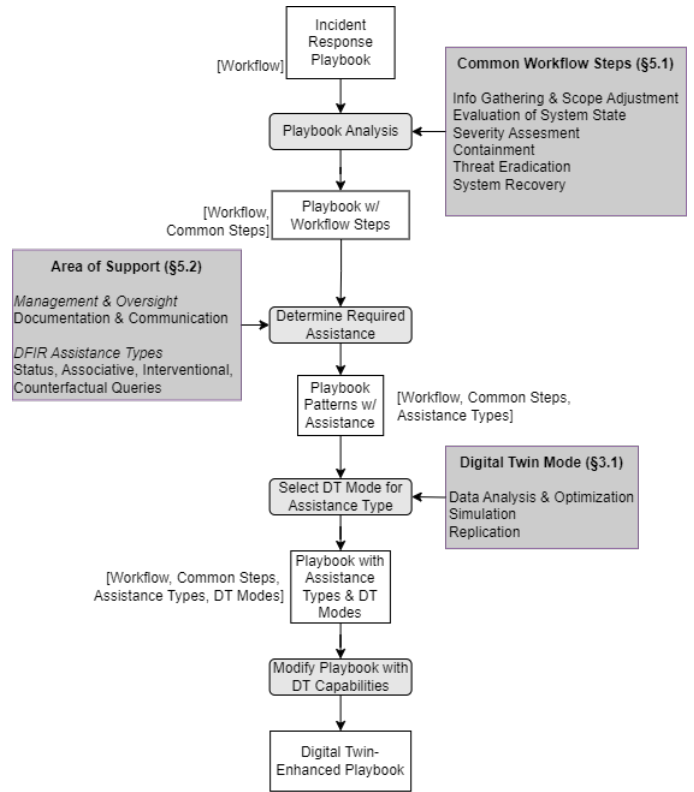 Incident
Response
Playbook
[Workflow]
Common Workflow Steps (§5.1)
Info Gathering & Scope Adjustment
Evaluation of System State
Severity Assesment
Containment
Threat Eradication
System Recovery
Playbook Analysis
Playbook w/
Workflow Steps
[Workflow,
Common Steps]
Area of Support (§5.2)
Management & Oversight
Documentation & Communication
DFIR Assistance Types
Status, Associative, Interventional,
Counterfactual Queries
Determine Required
Assistance
Playbook
Patterns w/
Assistance
[Workflow, Common Steps,
Assistance Types]
Digital Twin Mode (§3.1)
Data Analysis & Optimization
Simulation
Replication
Select DT Mode for
Assistance Type
Playbook with
Assistance
Types & DT
Modes
[Workflow, Common Steps,
Assistance Types, DT Modes]
Modify Playbook with
DT Capabilities
Digital Twin-
Enhanced Playbook